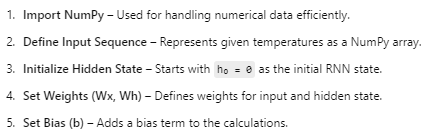 1. Import NumPy – Used for handling numerical data efficiently.
2. Define Input Sequence – Represents given temperatures as a NumPy array.
3. Initialize Hidden State – Starts with h₀ = 0 as the initial RNN state.
4. Set Weights (Wx, Wh) – Defines weights for input and hidden state.
5. Set Bias (b) – Adds a bias term to the calculations.